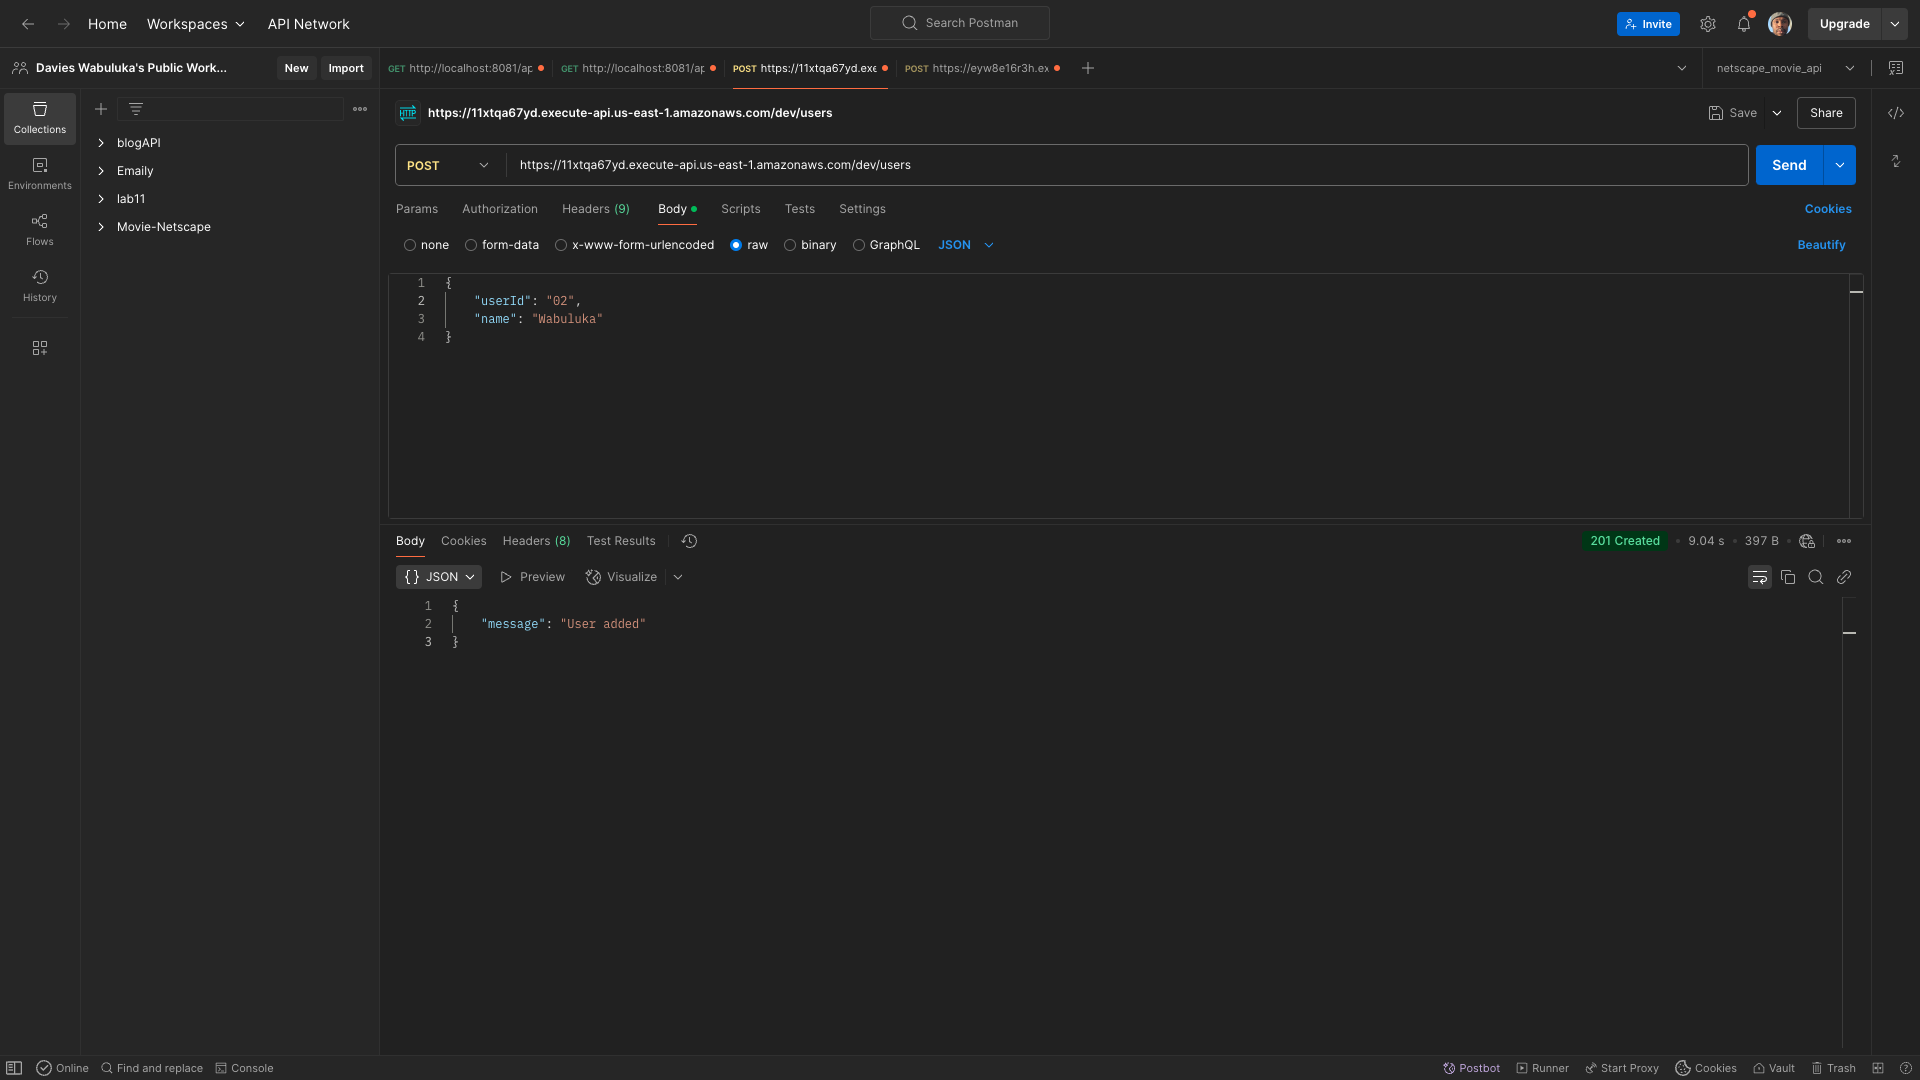 Home
Workspaces
API Network
Search Postman
Invite
Upgrade
Davies Wabuluka's Public Work...
New
Import
GET http://localhost:8081/ap
GET http://localhost:8081/ap
POST https://11xtqa67yd.exe
POST https://eyw8e16r3h.ex
netscape_movie_api
Collections
Environments
Flows
History
blogAPI
Emaily
lab11
Movie-Netscape
HTTP
https://11xtqa67yd.execute-api.us-east-1.amazonaws.com/dev/users
Save
Share
POST
https://11xtqa67yd.execute-api.us-east-1.amazonaws.com/dev/users
Send
Params
Authorization
Headers (9)
Body
Scripts
Tests
Settings
Cookies
none
form-data
x-www-form-urlencoded
raw
binary
GraphQL
JSON
Beautify
1 {
2 "userId": "02",
3 "name": "Wabuluka"
4 }
Body
Cookies
Headers (8)
Test Results
201 Created
9.04 s
397 B
{} JSON
Preview
Visualize
1 {
2 "message": "User added"
3 }
Online
Find and replace
Console
Postbot
Runner
Start Proxy
Cookies
Vault
Trash